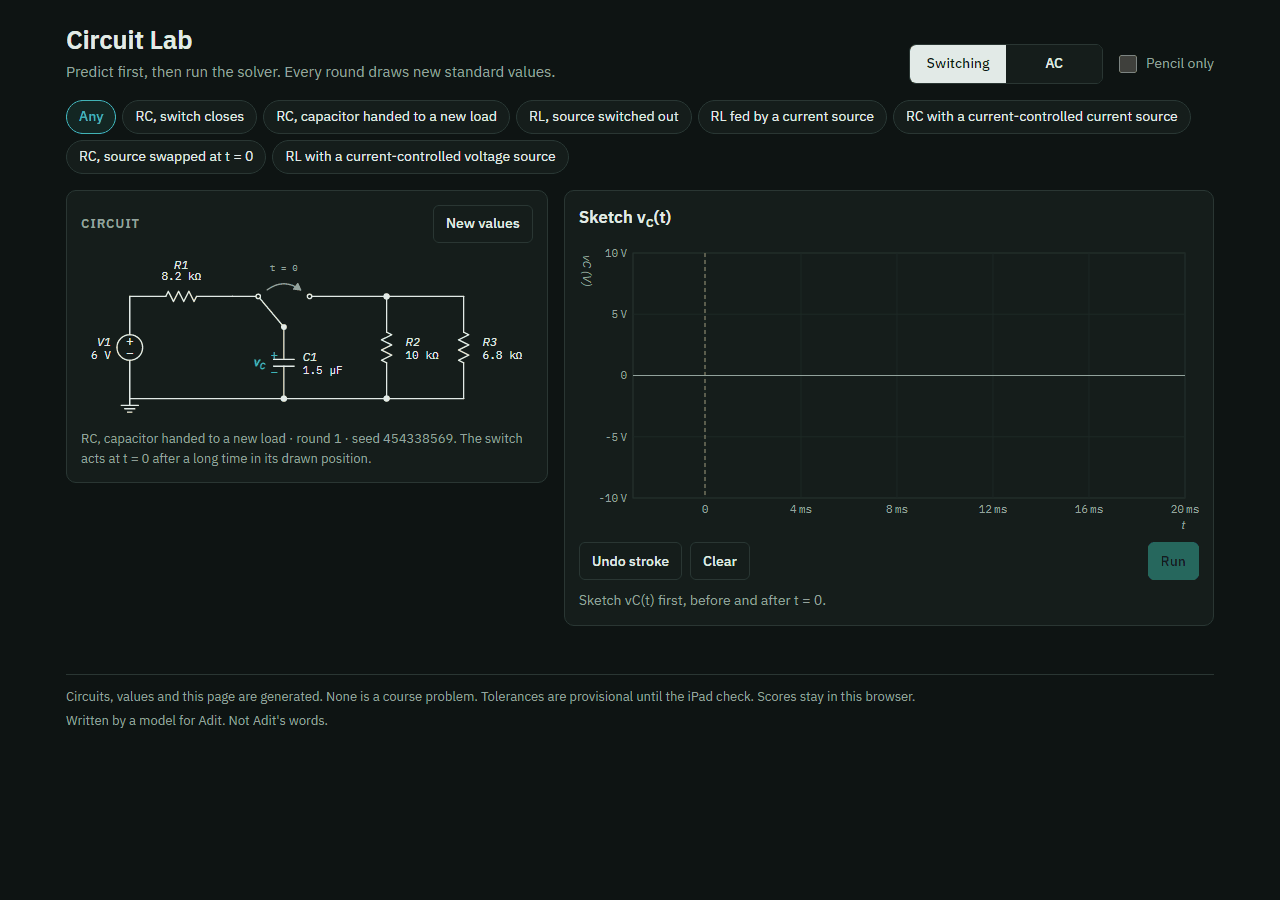 Circuit Lab
Predict first, then run the solver. Every round draws new standard values.
Switching
AC
Pencil only
Any
RC, switch closes
RC, capacitor handed to a new load
RL, source switched out
RL fed by a current source
RC with a current-controlled current source
RC, source swapped at t = 0
RL with a current-controlled voltage source
CIRCUIT
New values
R1
8.2 kΩ
t = 0
V1
6 V
+
−
vC
+
−
C1
1.5 µF
R2
10 kΩ
R3
6.8 kΩ
RC, capacitor handed to a new load · round 1 · seed 454338569. The switch
acts at t = 0 after a long time in its drawn position.
Sketch vC(t)
vC (V)
10 V
5 V
0
-5 V
-10 V
0
4 ms
8 ms
12 ms
16 ms
20 ms
t
Undo stroke
Clear
Run
Sketch vC(t) first, before and after t = 0.
Circuits, values and this page are generated. None is a course problem. Tolerances are provisional until the iPad check. Scores stay in this browser.
Written by a model for Adit. Not Adit's words.